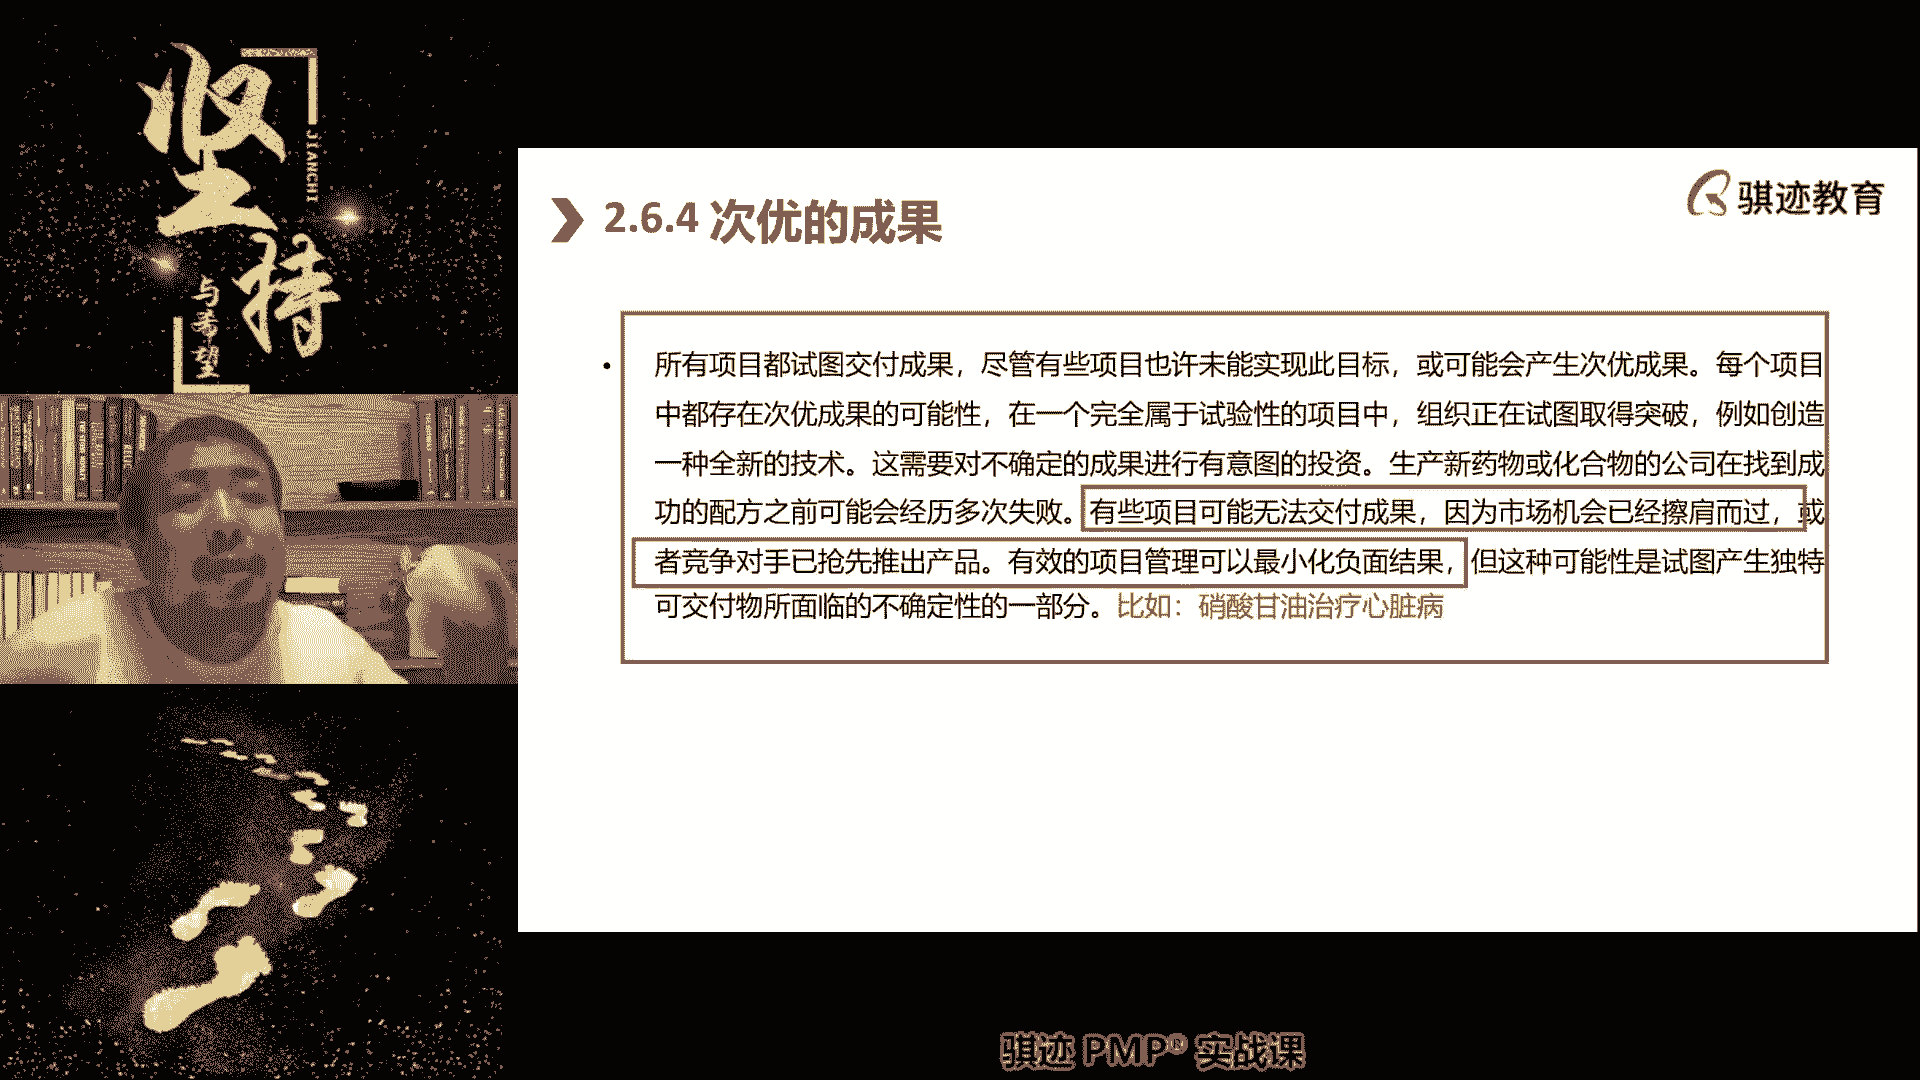 坚持
JIANCHI
与希望
骐迹教育
2.6.4 次优的成果
• 所有项目都试图交付成果，尽管有些项目也许未能实现此目标，或可能会产生次优成果。每个项目
中都存在次优成果的可能性，在一个完全属于试验性的项目中，组织正在试图取得突破，例如创造
一种全新的技术。这需要对不确定的成果进行有意图的投资。生产新药物或化合物的公司在找到成
功的配方之前可能会经历多次失败。有些项目可能无法交付成果，因为市场机会已经擦肩而过，或
者竞争对手已抢先推出产品。有效的项目管理可以最小化负面结果，但这种可能性是试图产生独特
可交付物所面临的不确定性的一部分。比如：硝酸甘油治疗心脏病
骐迹 PMP® 实战课